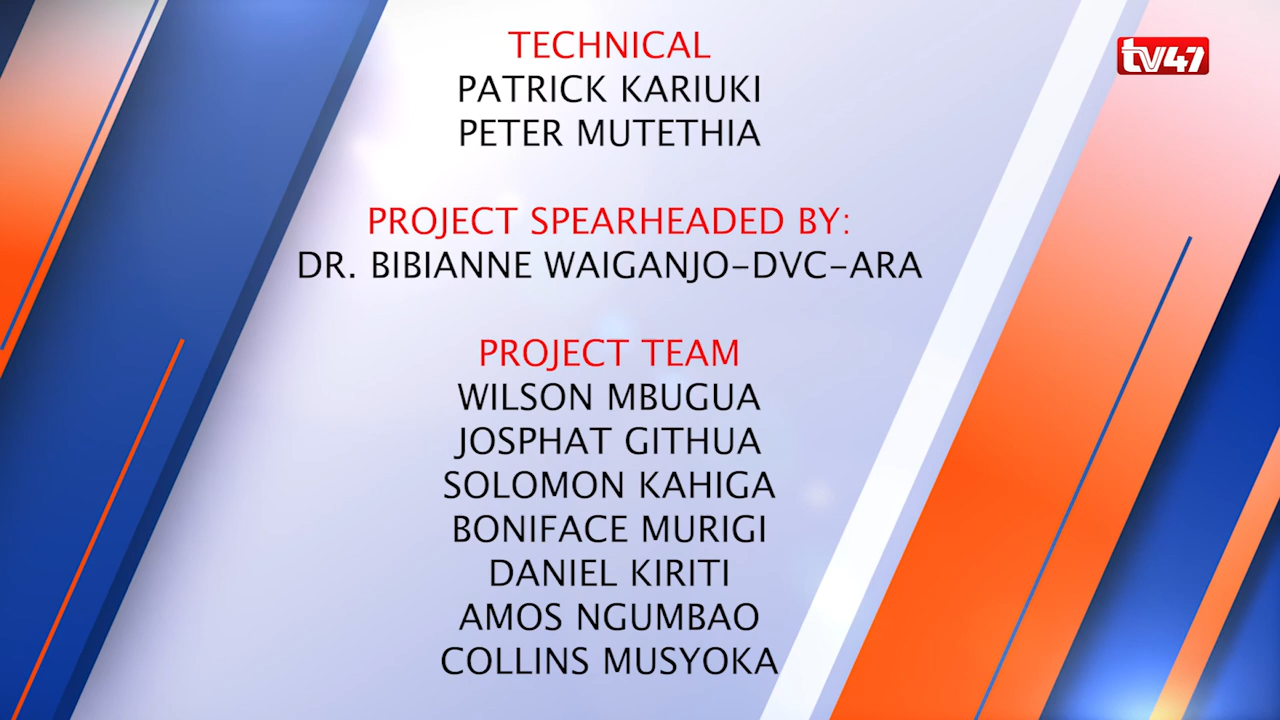 tv47
TECHNICAL
PATRICK KARIUKI
PETER MUTETHIA
PROJECT SPEARHEADED BY:
DR. BIBIANNE WAIGANJO-DVC-ARA
PROJECT TEAM
WILSON MBUGUA
JOSPHAT GITHUA
SOLOMON KAHIGA
BONIFACE MURIGI
DANIEL KIRITI
AMOS NGUMBAO
COLLINS MUSYOKA